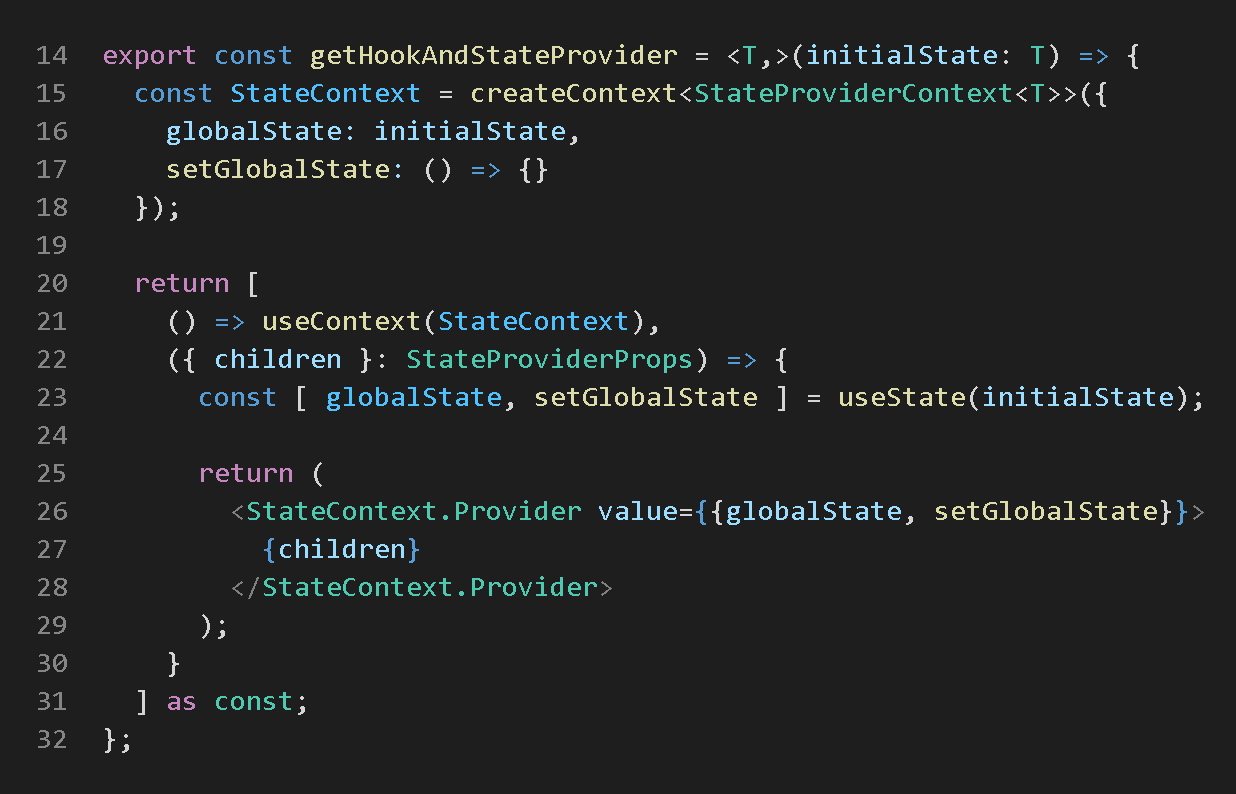 14 export const getHookAndStateProvider = <T,>(initialState: T) => {
15   const StateContext = createContext<StateProviderContext<T>>({
16     globalState: initialState,
17     setGlobalState: () => {}
18   });
19
20   return [
21     () => useContext(StateContext),
22     ({ children }: StateProviderProps) => {
23       const [ globalState, setGlobalState ] = useState(initialState);
24
25       return (
26         <StateContext.Provider value={{globalState, setGlobalState}}>
27           {children}
28         </StateContext.Provider>
29       );
30     }
31   ] as const;
32 };